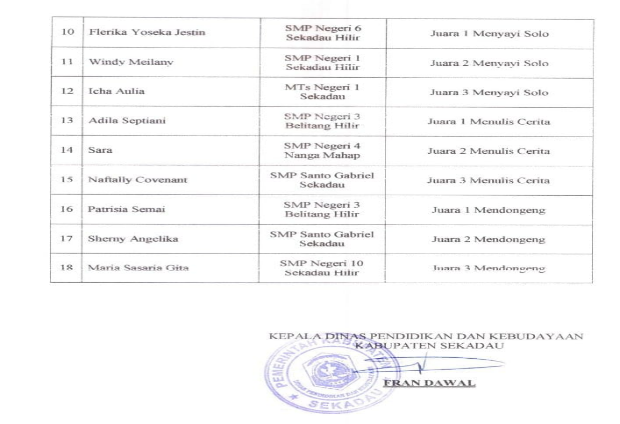 10 Flerika Yoseka Jestin SMP Negeri 6 Sekadau Hilir Juara 1 Menyayi Solo
11 Windy Meilany SMP Negeri 1 Sekadau Hilir Juara 2 Menyayi Solo
12 Icha Aulia MTs Negeri 1 Sekadau Juara 3 Menyayi Solo
13 Adila Septiani SMP Negeri 3 Belitang Hilir Juara 1 Menulis Cerita
14 Sara SMP Negeri 4 Nanga Mahap Juara 2 Menulis Cerita
15 Naftally Covenant SMP Santo Gabriel Sekadau Juara 3 Menulis Cerita
16 Patrisia Semai SMP Negeri 3 Belitang Hilir Juara 1 Mendongeng
17 Sherny Angelika SMP Santo Gabriel Sekadau Juara 2 Mendongeng
18 Maria Sasaria Gita SMP Negeri 10 Sekadau Hilir Juara 3 Mendongeng
KEPALA DINAS PENDIDIKAN DAN KEBUDAYAAN
KABUPATEN SEKADAU
PEMERINTAH KABUPATEN
SEKADAU
FRAN DAWAL